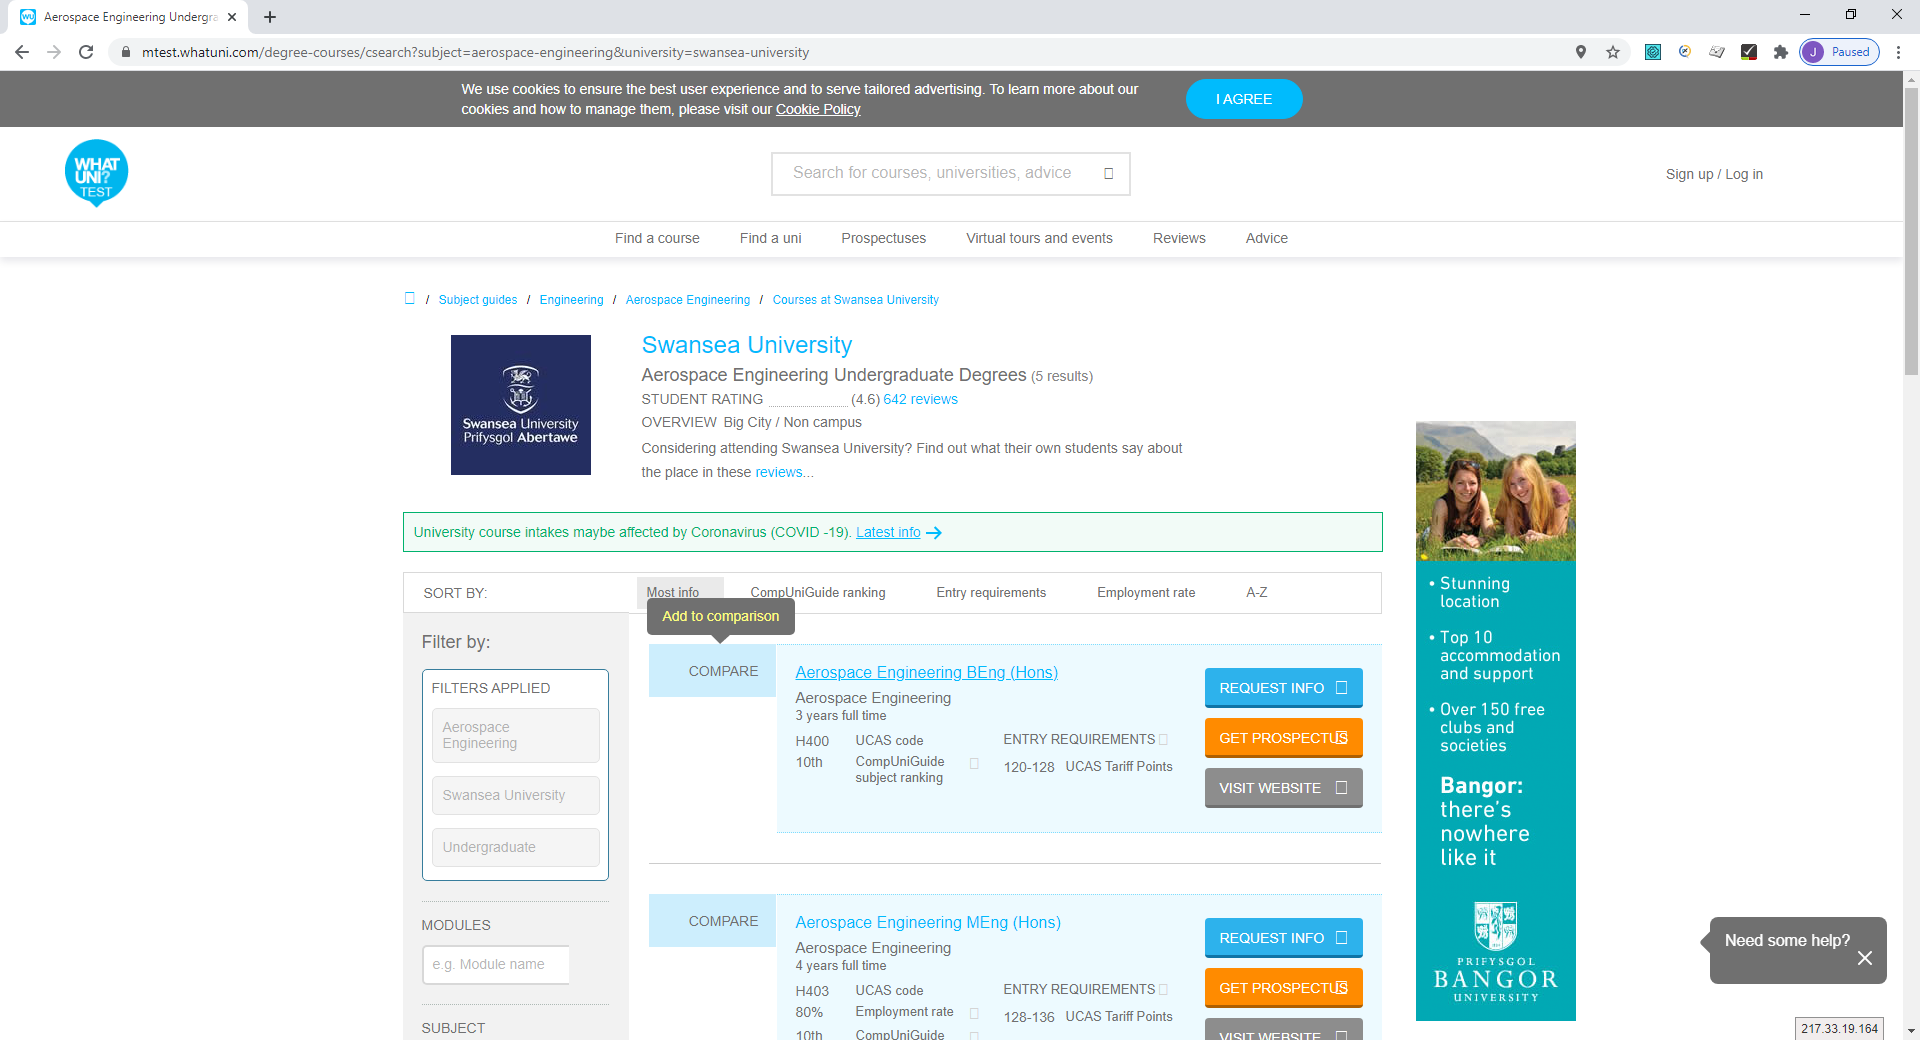 Aerospace Engineering Undergra
mtest.whatuni.com/degree-courses/csearch?subject=aerospace-engineering&university=swansea-university
J Paused
We use cookies to ensure the best user experience and to serve tailored advertising. To learn more about our
cookies and how to manage them, please visit our Cookie Policy
I AGREE
WHAT
UNI?
TEST
Search for courses, universities, advice
Sign up / Log in
Find a course Find a uni Prospectuses Virtual tours and events Reviews Advice
/ Subject guides / Engineering / Aerospace Engineering / Courses at Swansea University
Swansea University
Prifysgol Abertawe
Swansea University
Aerospace Engineering Undergraduate Degrees (5 results)
STUDENT RATING (4.6) 642 reviews
OVERVIEW Big City / Non campus
Considering attending Swansea University? Find out what their own students say about
the place in these reviews...
University course intakes maybe affected by Coronavirus (COVID -19). Latest info
SORT BY: Most info CompUniGuide ranking Entry requirements Employment rate A-Z
Add to comparison
Filter by:
FILTERS APPLIED
Aerospace
Engineering
Swansea University
Undergraduate
MODULES
e.g. Module name
SUBJECT
COMPARE
Aerospace Engineering BEng (Hons)
Aerospace Engineering
3 years full time
H400 UCAS code
10th CompUniGuide
subject ranking
ENTRY REQUIREMENTS
120-128 UCAS Tariff Points
REQUEST INFO
GET PROSPECTUS
VISIT WEBSITE
COMPARE
Aerospace Engineering MEng (Hons)
Aerospace Engineering
4 years full time
H403 UCAS code
80% Employment rate
10th CompUniGuide
ENTRY REQUIREMENTS
128-136 UCAS Tariff Points
REQUEST INFO
GET PROSPECTUS
VISIT WEBSITE
• Stunning
location
• Top 10
accommodation
and support
• Over 150 free
clubs and
societies
Bangor:
there's
nowhere
like it
PRIFYSGOL
BANGOR
UNIVERSITY
Need some help?
217.33.19.164